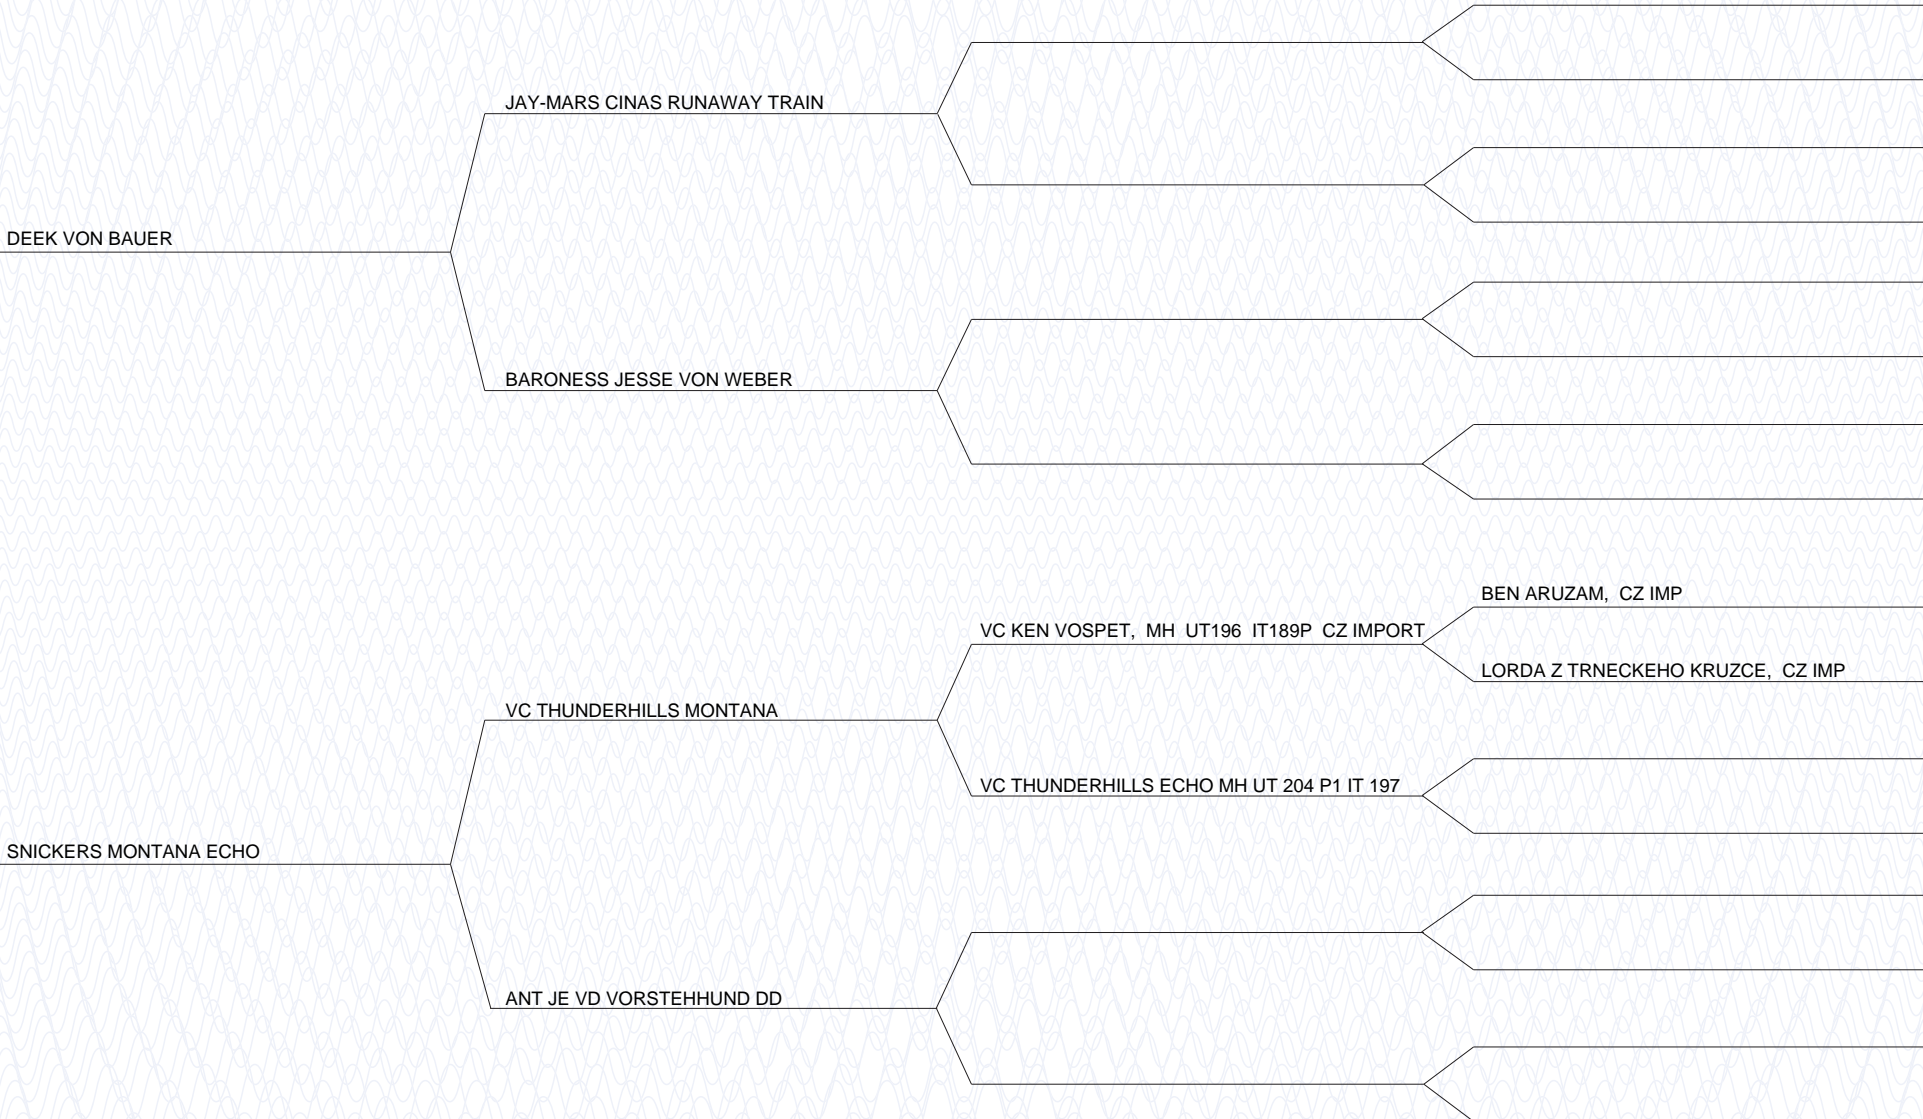 JAY-MARS CINAS RUNAWAY TRAIN
DEEK VON BAUER
BARONESS JESSE VON WEBER
BEN ARUZAM,  CZ IMP
VC KEN VOSPET,  MH  UT196  IT189P  CZ IMPORT
LORDA Z TRNECKEHO KRUZCE,  CZ IMP
VC THUNDERHILLS MONTANA
VC THUNDERHILLS ECHO MH UT 204 P1 IT 197
SNICKERS MONTANA ECHO
ANT JE VD VORSTEHHUND DD